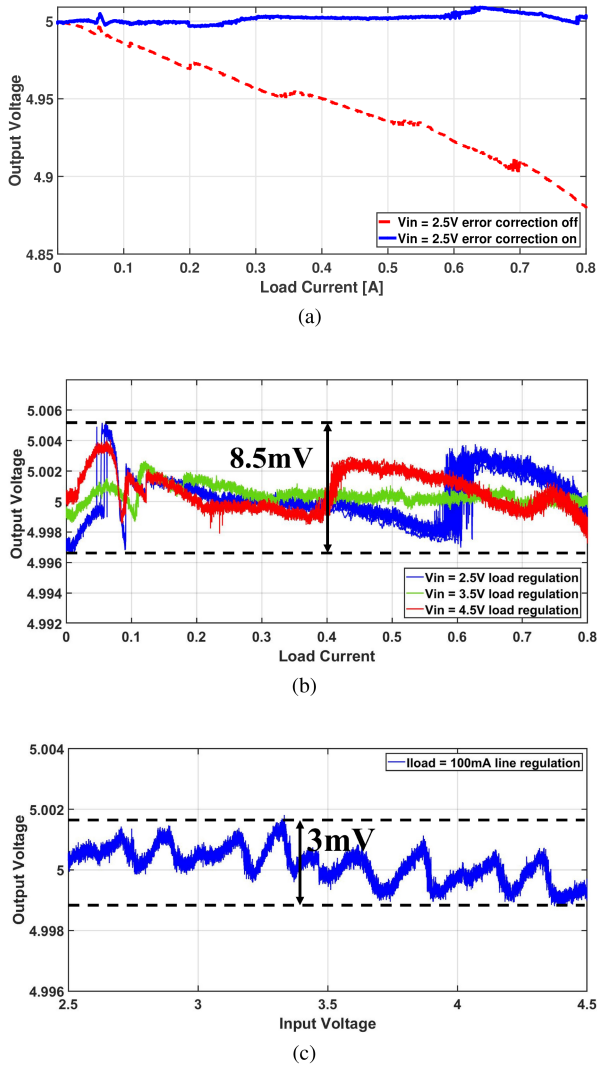 5
4.95
4.9
4.85
Output Voltage
Vin = 2.5V error correction off
Vin = 2.5V error correction on
0 0.1 0.2 0.3 0.4 0.5 0.6 0.7 0.8
Load Current [A]
(a)
5.006
5.004
5.002
5
4.998
4.996
4.994
4.992
Output Voltage
8.5mV
Vin = 2.5V load regulation
Vin = 3.5V load regulation
Vin = 4.5V load regulation
0 0.1 0.2 0.3 0.4 0.5 0.6 0.7 0.8
Load Current
(b)
5.004
5.002
5
4.998
4.996
Output Voltage
Iload = 100mA line regulation
3mV
2.5 3 3.5 4 4.5
Input Voltage
(c)